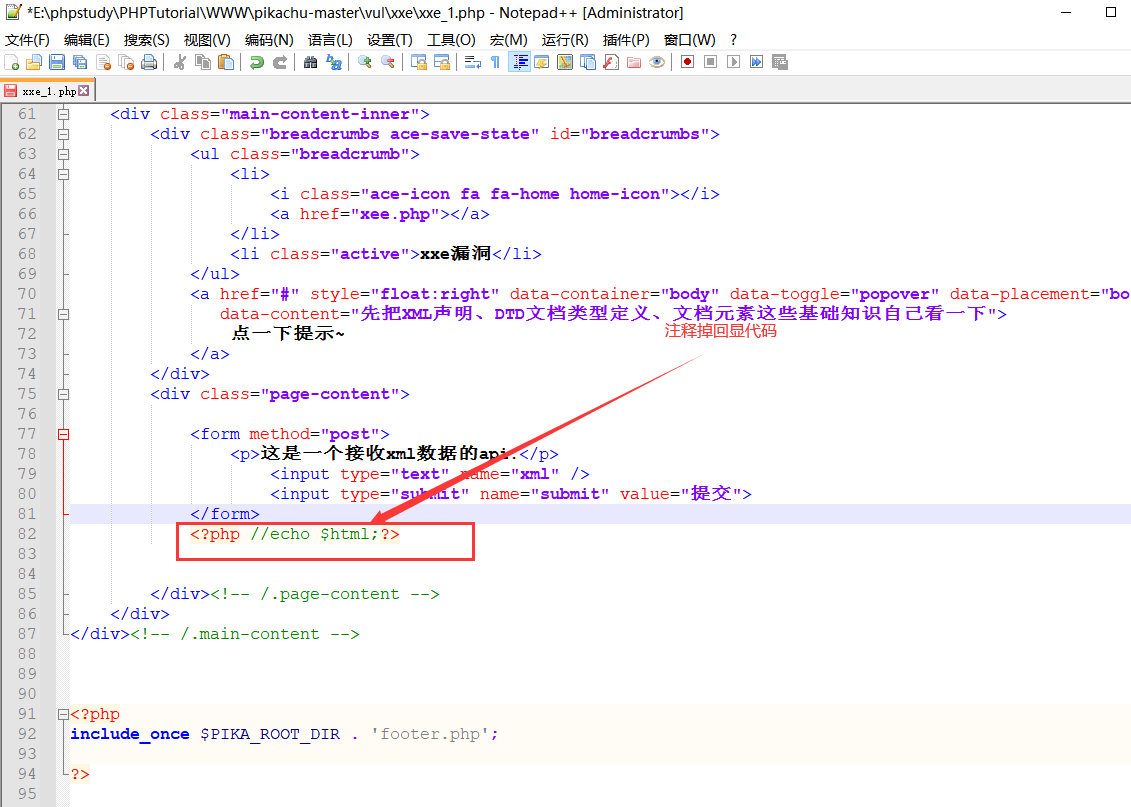 *E:\phpstudy\PHPTutorial\WWW\pikachu-master\vul\xxe\xxe_1.php - Notepad++ [Administrator]
文件(F) 编辑(E) 搜索(S) 视图(V) 编码(N) 语言(L) 设置(T) 工具(O) 宏(M) 运行(R) 插件(P) 窗口(W) ?
xxe_1.php
61 <div class="main-content-inner">
62 <div class="breadcrumbs ace-save-state" id="breadcrumbs">
63 <ul class="breadcrumb">
64 <li>
65 <i class="ace-icon fa fa-home home-icon"></i>
66 <a href="xee.php"></a>
67 </li>
68 <li class="active">xxe漏洞</li>
69 </ul>
70 <a href="#" style="float:right" data-container="body" data-toggle="popover" data-placement="bo
71 data-content="先把XML声明、DTD文档类型定义、文档元素这些基础知识自己看一下">
72 点一下提示~
注释掉回显代码
73 </a>
74 </div>
75 <div class="page-content">
76
77 <form method="post">
78 <p>这是一个接收xml数据的api:</p>
79 <input type="text" name="xml" />
80 <input type="submit" name="submit" value="提交">
81 </form>
82 <?php //echo $html;?>
83
84
85 </div><!-- /.page-content -->
86 </div>
87 </div><!-- /.main-content -->
88
89
90
91 <?php
92 include_once $PIKA_ROOT_DIR . 'footer.php';
93
94 ?>
95